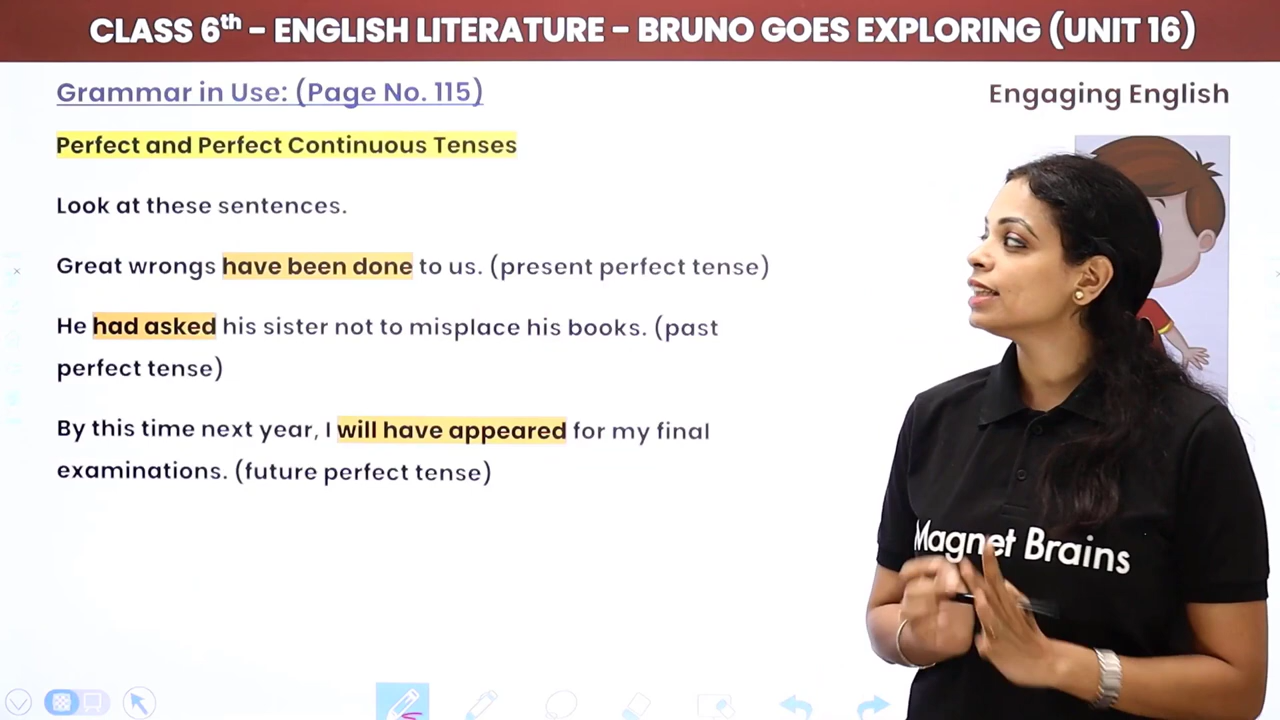 CLASS 6th – ENGLISH LITERATURE – BRUNO GOES EXPLORING (UNIT 16)
Grammar in Use: (Page No. 115)
Engaging English
Perfect and Perfect Continuous Tenses
Look at these sentences.
Great wrongs have been done to us. (present perfect tense)
He had asked his sister not to misplace his books. (past
perfect tense)
By this time next year, I will have appeared for my final
examinations. (future perfect tense)
Magnet Brains